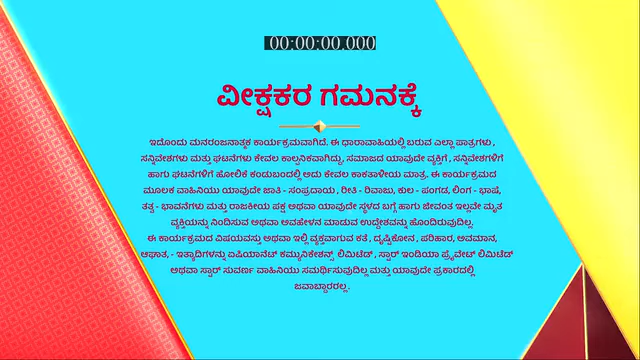 00:00:00.000
ವೀಕ್ಷಕರ ಗಮನಕ್ಕೆ
ಇದೊಂದು ಮನರಂಜನಾತ್ಮಕ ಕಾರ್ಯಕ್ರಮವಾಗಿದೆ. ಈ ಧಾರಾವಾಹಿಯಲ್ಲಿ ಬರುವ ಎಲ್ಲಾ ಪಾತ್ರಗಳು ,
ಸನ್ನಿವೇಶಗಳು ಮತ್ತು ಘಟನೆಗಳು ಕೇವಲ ಕಾಲ್ಪನಿಕವಾಗಿದ್ದು, ಸಮಾಜದ ಯಾವುದೇ ವ್ಯಕ್ತಿಗೆ , ಸನ್ನಿವೇಶಗಳಿಗೆ
ಹಾಗು ಘಟನೆಗಳಿಗೆ ಹೋಲಿಕೆ ಕಂಡುಬಂದಲ್ಲಿ ಅದು ಕೇವಲ ಕಾಕತಾಳೀಯ ಮಾತ್ರ. ಈ ಕಾರ್ಯಕ್ರಮದ
ಮೂಲಕ ವಾಹಿನಿಯು ಯಾವುದೇ ಜಾತಿ - ಸಂಪ್ರದಾಯ , ರೀತಿ - ರಿವಾಜು, ಕುಲ - ಪಂಗಡ, ಲಿಂಗ - ಭಾಷೆ,
ತತ್ವ - ಭಾವನೆಗಳು ಮತ್ತು ರಾಜಕೀಯ ಪಕ್ಷ ಅಥವಾ ಯಾವುದೇ ಸ್ಥಳದ ಬಗ್ಗೆ ಹಾಗು ಜೀವಂತ ಇಲ್ಲವೇ ಮೃತ
ವ್ಯಕ್ತಿಯನ್ನು ನಿಂದಿಸುವ ಅಥವಾ ಅವಹೇಳನ ಮಾಡುವ ಉದ್ದೇಶವನ್ನು ಹೊಂದಿರುವುದಿಲ್ಲ.
ಈ ಕಾರ್ಯಕ್ರಮದ ವಿಷಯವಸ್ತು ಅಥವಾ ಇಲ್ಲಿ ವ್ಯಕ್ತವಾಗುವ ಕತೆ , ದೃಷ್ಟಿಕೋನ , ಪರಿಹಾರ, ಅವಮಾನ,
ಆಘಾತ, - ಇತ್ಯಾದಿಗಳನ್ನು ಏಷಿಯಾನೆಟ್ ಕಮ್ಯುನಿಕೇಶನ್ಸ್ ಲಿಮಿಟೆಡ್ , ಸ್ಟಾರ್ ಇಂಡಿಯಾ ಪ್ರೈವೇಟ್ ಲಿಮಿಟೆಡ್
ಅಥವಾ ಸ್ಟಾರ್ ಸುವರ್ಣ ವಾಹಿನಿಯು ಸಮರ್ಥಿಸುವುದಿಲ್ಲ ಮತ್ತು ಯಾವುದೇ ಪ್ರಕಾರದಲ್ಲಿ
ಜವಾಬ್ದಾರರಲ್ಲ.